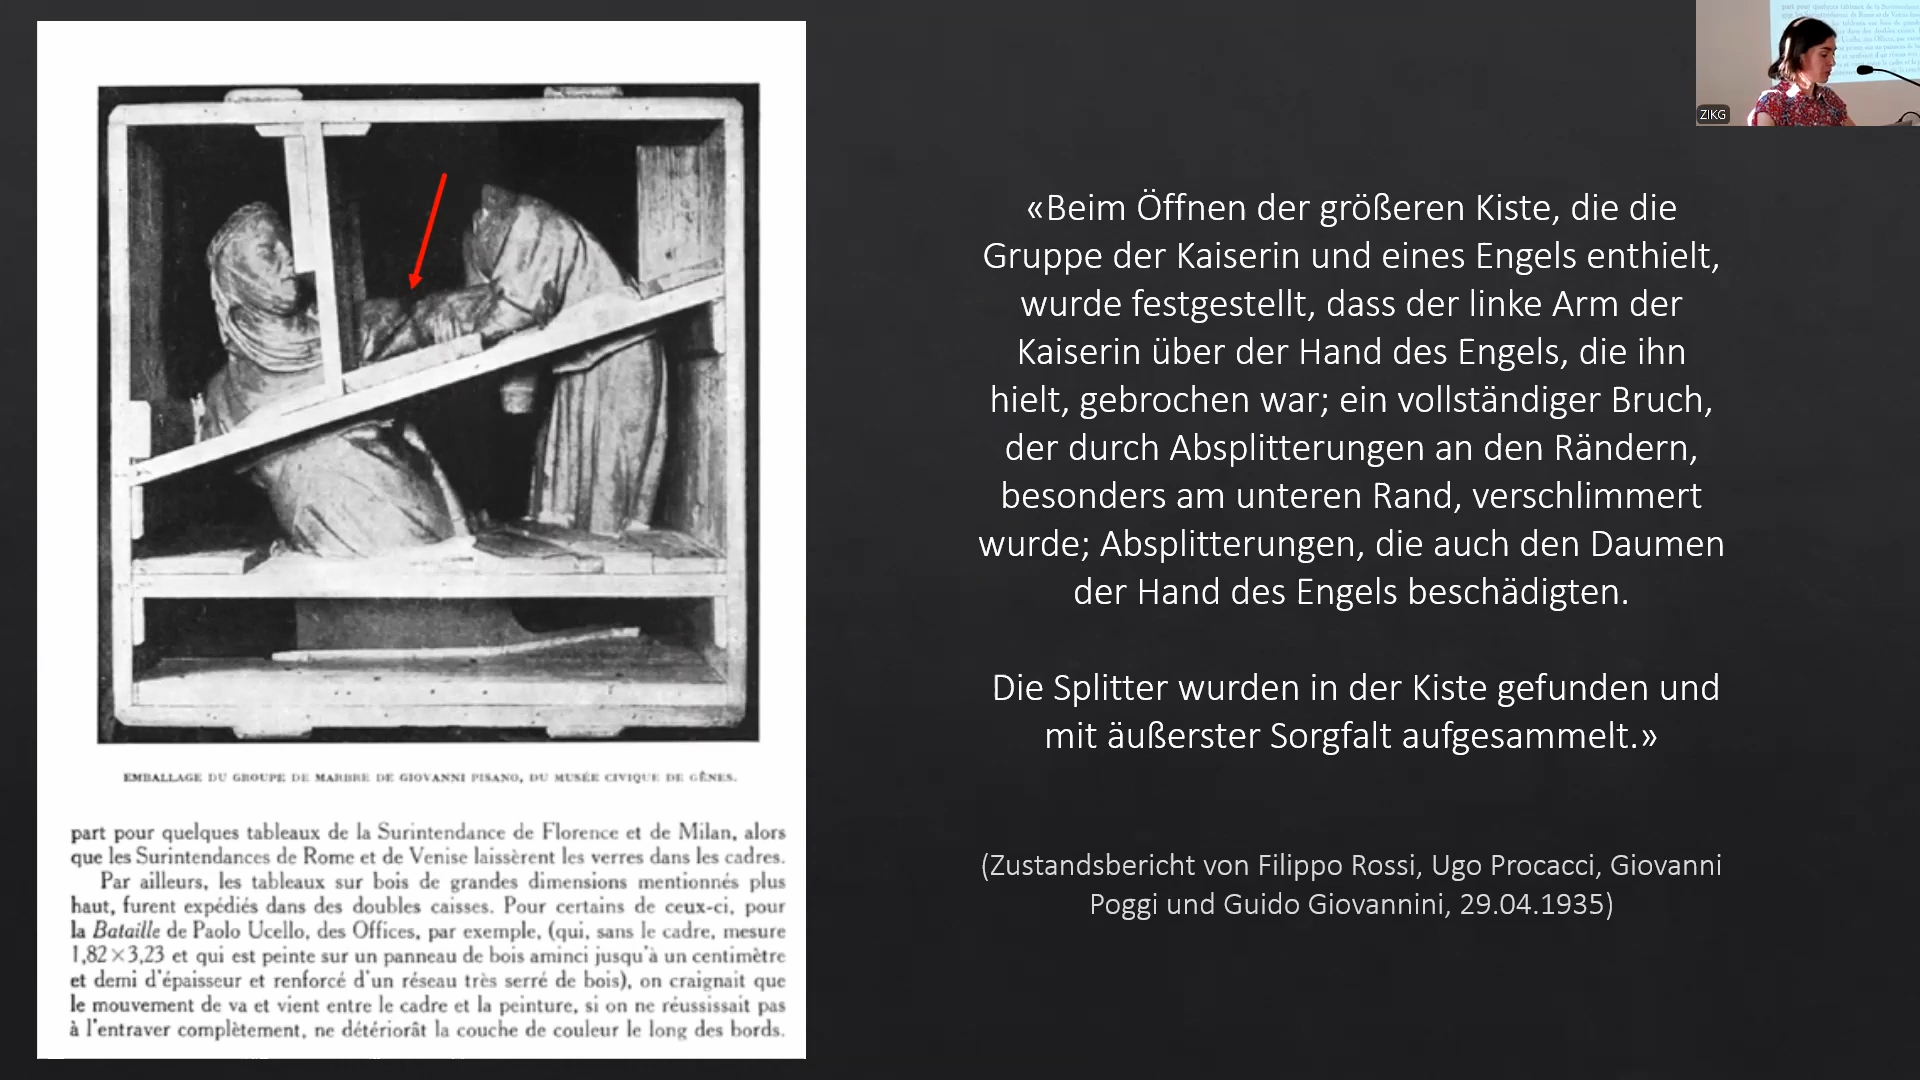 EMBALLAGE DU GROUPE DE MARBRE DE GIOVANNI PISANO, DU MUSÉE CIVIQUE DE GÊNES.
part pour quelques tableaux de la Surintendance de Florence et de Milan, alors
que les Surintendances de Rome et de Venise laissèrent les verres dans les cadres.
Par ailleurs, les tableaux sur bois de grandes dimensions mentionnés plus
haut, furent expédiés dans des doubles caisses. Pour certains de ceux-ci, pour
la Bataille de Paolo Ucello, des Offices, par exemple, (qui, sans le cadre, mesure
1,82×3,23 et qui est peinte sur un panneau de bois aminci jusqu'à un centimètre
et demi d'épaisseur et renforcé d'un réseau très serré de bois), on craignait que
le mouvement de va et vient entre le cadre et la peinture, si on ne réussissait pas
à l'entraver complètement, ne détériorât la couche de couleur le long des bords.
«Beim Öffnen der größeren Kiste, die die
Gruppe der Kaiserin und eines Engels enthielt,
wurde festgestellt, dass der linke Arm der
Kaiserin über der Hand des Engels, die ihn
hielt, gebrochen war; ein vollständiger Bruch,
der durch Absplitterungen an den Rändern,
besonders am unteren Rand, verschlimmert
wurde; Absplitterungen, die auch den Daumen
der Hand des Engels beschädigten.
Die Splitter wurden in der Kiste gefunden und
mit äußerster Sorgfalt aufgesammelt.»
(Zustandsbericht von Filippo Rossi, Ugo Procacci, Giovanni
Poggi und Guido Giovannini, 29.04.1935)
ZIKG